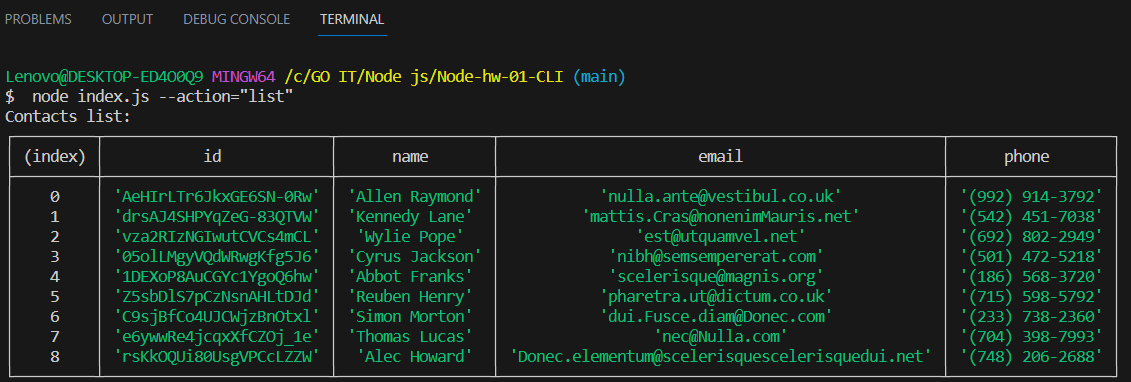 PROBLEMS OUTPUT DEBUG CONSOLE TERMINAL
Lenovo@DESKTOP-ED4O0Q9 MINGW64 /c/GO IT/Node js/Node-hw-01-CLI (main)
$ node index.js --action="list"
Contacts list:
(index) id name email phone
0 'AeHIrLTr6JkxGE6SN-0Rw' 'Allen Raymond' 'nulla.ante@vestibul.co.uk' '(992) 914-3792'
1 'drsAJ4SHPYqZeG-83QTVW' 'Kennedy Lane' 'mattis.Cras@nonenimMauris.net' '(542) 451-7038'
2 'vza2RIzNGIwutCVCs4mCL' 'Wylie Pope' 'est@utquamvel.net' '(692) 802-2949'
3 '05olLMgyVQdWRwgKfg5J6' 'Cyrus Jackson' 'nibh@semsempererat.com' '(501) 472-5218'
4 '1DEXoP8AuCGYc1YgoQ6hw' 'Abbot Franks' 'scelerisque@magnis.org' '(186) 568-3720'
5 'Z5sbDlS7pCzNsnAHLtDJd' 'Reuben Henry' 'pharetra.ut@dictum.co.uk' '(715) 598-5792'
6 'C9sjBfCo4UJCWjzBnOtxl' 'Simon Morton' 'dui.Fusce.diam@Donec.com' '(233) 738-2360'
7 'e6ywwRe4jcqxXfCZOj_1e' 'Thomas Lucas' 'nec@Nulla.com' '(704) 398-7993'
8 'rsKkOQUi80UsgVPCcLZZW' 'Alec Howard' 'Donec.elementum@scelerisquescelerisquedui.net' '(748) 206-2688'